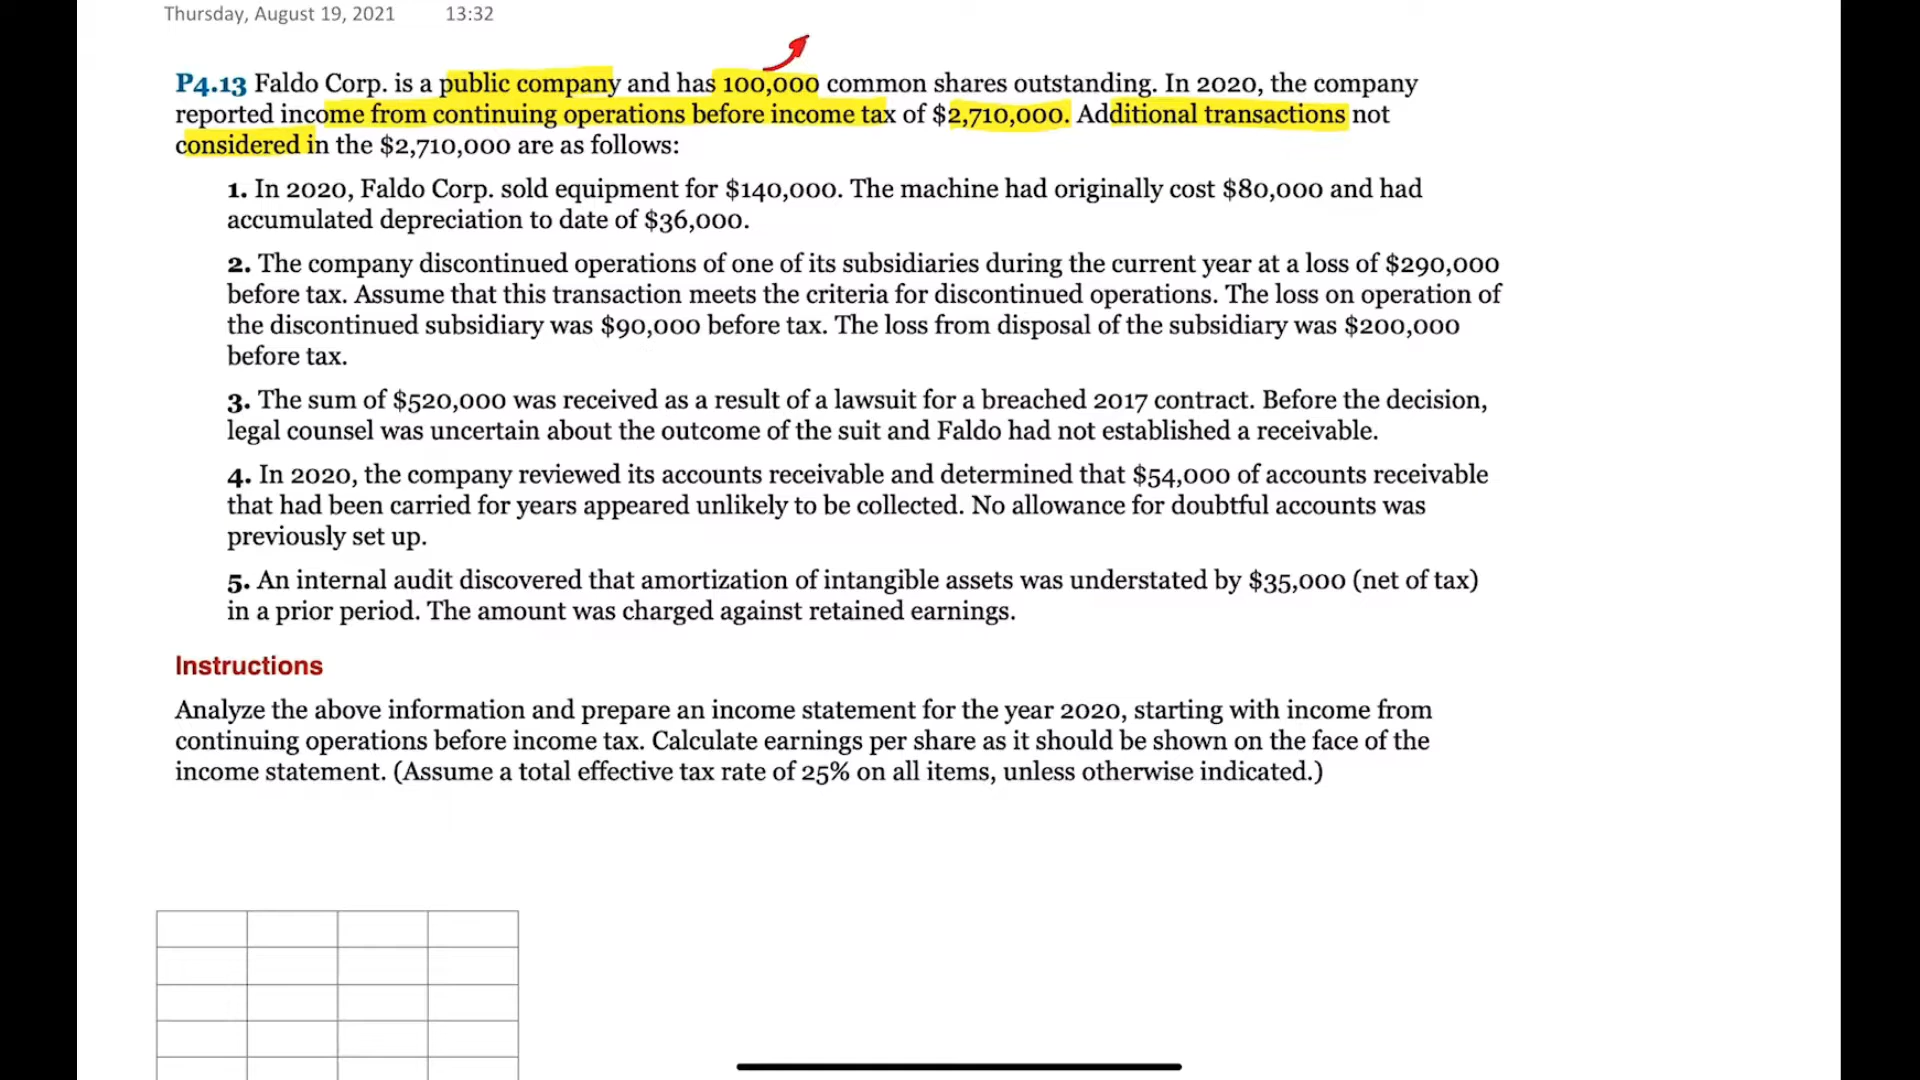 Thursday, August 19, 2021 13:32
P4.13 Faldo Corp. is a public company and has 100,000 common shares outstanding. In 2020, the company
reported income from continuing operations before income tax of $2,710,000. Additional transactions not
considered in the $2,710,000 are as follows:
1. In 2020, Faldo Corp. sold equipment for $140,000. The machine had originally cost $80,000 and had
accumulated depreciation to date of $36,000.
2. The company discontinued operations of one of its subsidiaries during the current year at a loss of $290,000
before tax. Assume that this transaction meets the criteria for discontinued operations. The loss on operation of
the discontinued subsidiary was $90,000 before tax. The loss from disposal of the subsidiary was $200,000
before tax.
3. The sum of $520,000 was received as a result of a lawsuit for a breached 2017 contract. Before the decision,
legal counsel was uncertain about the outcome of the suit and Faldo had not established a receivable.
4. In 2020, the company reviewed its accounts receivable and determined that $54,000 of accounts receivable
that had been carried for years appeared unlikely to be collected. No allowance for doubtful accounts was
previously set up.
5. An internal audit discovered that amortization of intangible assets was understated by $35,000 (net of tax)
in a prior period. The amount was charged against retained earnings.
Instructions
Analyze the above information and prepare an income statement for the year 2020, starting with income from
continuing operations before income tax. Calculate earnings per share as it should be shown on the face of the
income statement. (Assume a total effective tax rate of 25% on all items, unless otherwise indicated.)